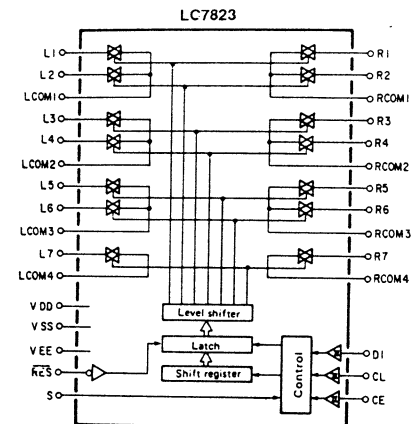 LC7823
L1
R1
L2
R2
LCOM1
RCOM1
L3
R3
L4
R4
LCOM2
RCOM2
L5
R5
L6
R6
LCOM3
RCOM3
L7
R7
LCOM4
RCOM4
Level shifter
VDD
VSS
VEE
Latch
RES
Shift register
S
Control
DI
CL
CE